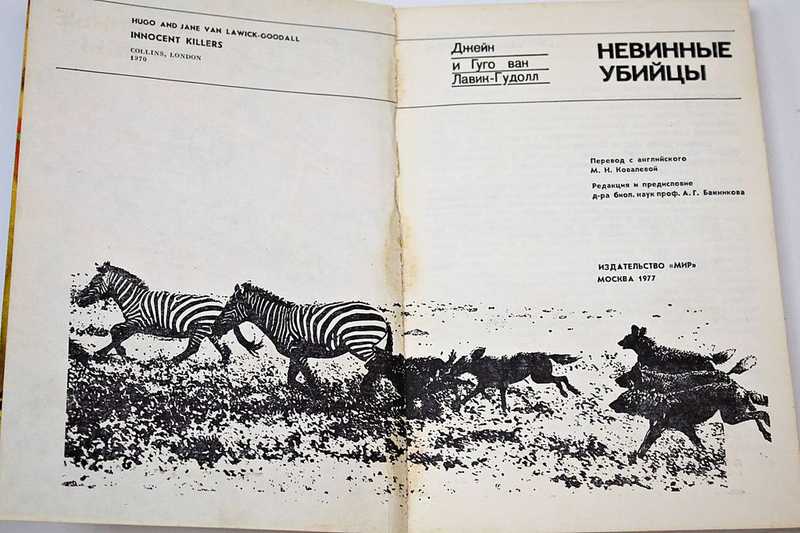 HUGO AND JANE VAN LAWICK-GOODALL
INNOCENT KILLERS
COLLINS, LONDON
1970
Джейн
и Гуго ван
Лавик-Гудолл
НЕВИННЫЕ
УБИЙЦЫ
Перевод с английского
М. Н. Ковалевой
Редакция и предисловие
д-ра биол. наук проф. А. Г. Банникова
ИЗДАТЕЛЬСТВО «МИР»
МОСКВА 1977